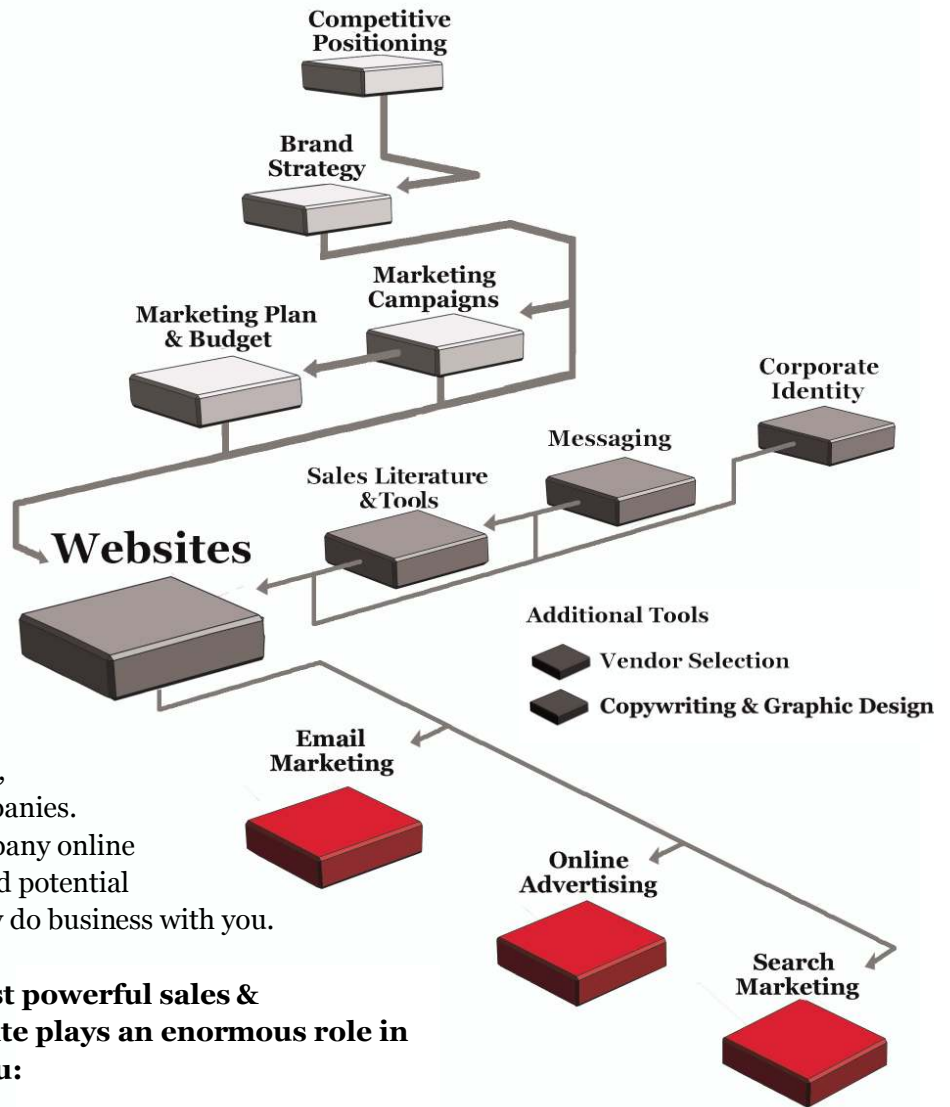 Competitive
Positioning
Brand
Strategy
Marketing
Campaigns
Marketing Plan
& Budget
Corporate
Identity
Messaging
Sales Literature
&Tools
Websites
Additional Tools
Vendor Selection
Copywriting & Graphic Design
Email
Marketing
,
panies.
pany online
d potential
do business with you.
Online
Advertising
Search
Marketing
st powerful sales &
te plays an enormous role in
u: